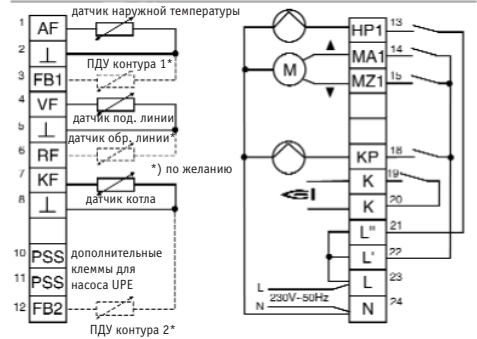 датчик наружной температуры
1 AF
2 ⊥
ПДУ контура 1*
3 FB1
4 VF
датчик под. линии
5 ⊥
датчик обр. линии*
6 RF
*) по желанию
7 KF
8 ⊥
датчик котла
10 PSS
дополнительные
клеммы для
насоса UPE
11 PSS
12 FB2
ПДУ контура 2*
HP1 13
MA1 14
M
MZ1 15
KP 18
K 19
K 20
L" 21
L' 22
L L 23
230V~50Hz
N N 24